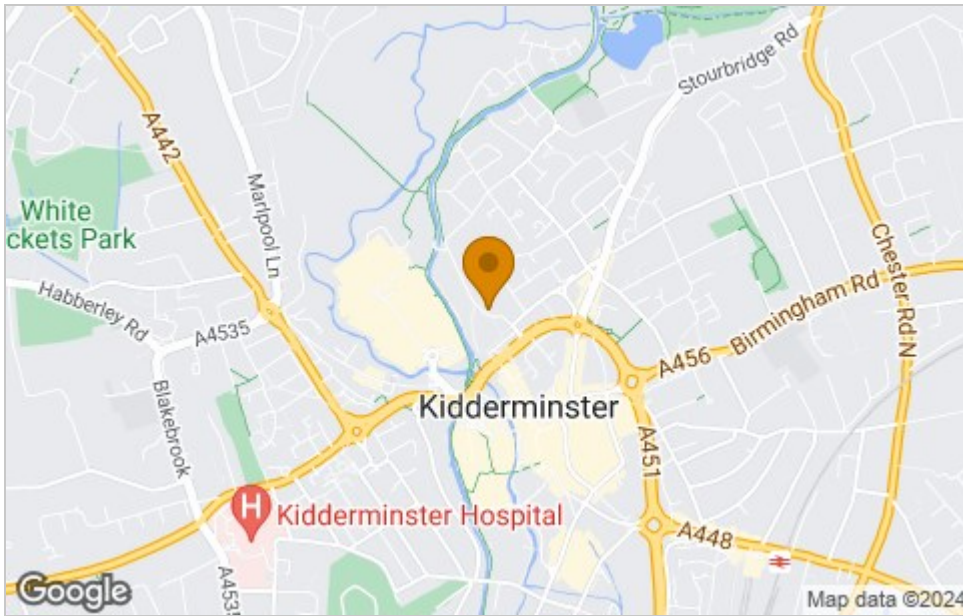 Stourbridge Rd
A442
Marlpool Ln
White
ckets Park
Habberley Rd
A4535
Chester Rd N
Birmingham Rd
A456
Blakebrook
Kidderminster
A451
H
Kidderminster Hospital
A448
A4535
Google
Map data ©2024